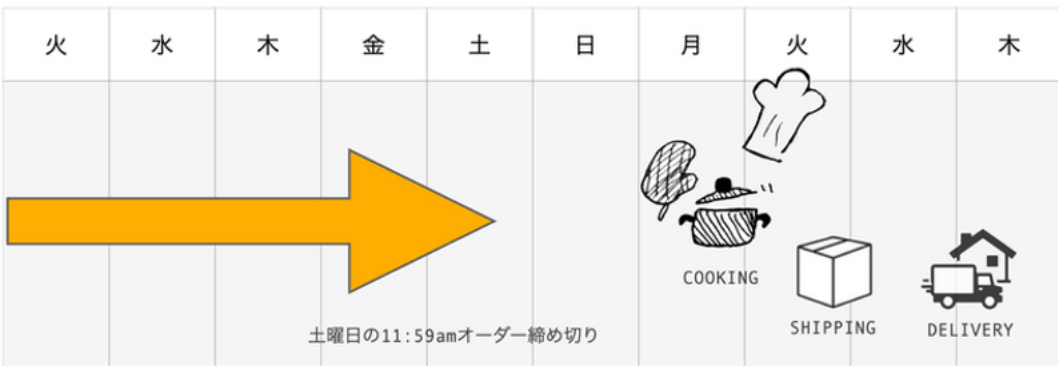 火 水 木 金 土 日 月 火 水 木
COOKING
SHIPPING
DELIVERY
土曜日の11:59amオーダー締め切り